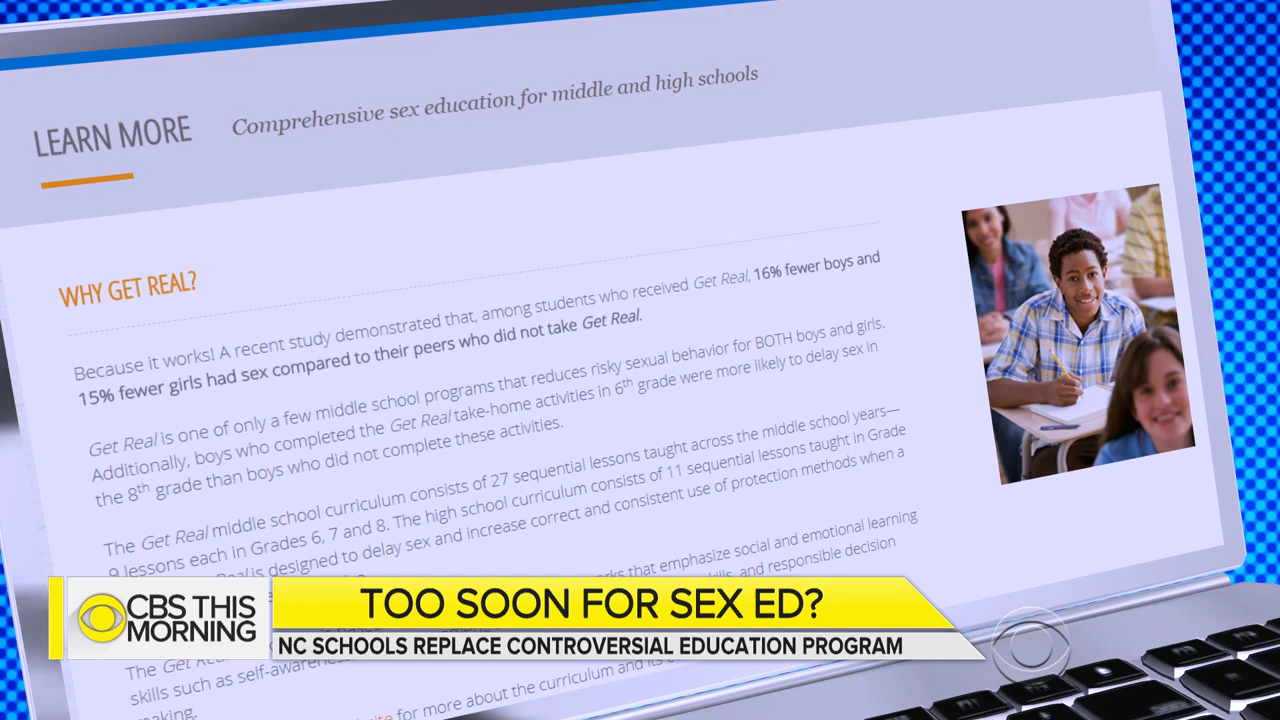 LEARN MORE
Comprehensive sex education for middle and high schools
WHY GET REAL?
Because it works! A recent study demonstrated that, among students who received Get Real, 16% fewer boys and
15% fewer girls had sex compared to their peers who did not take Get Real.
Get Real is one of only a few middle school programs that reduces risky sexual behavior for BOTH boys and girls.
Additionally, boys who completed the Get Real take-home activities in 6th grade were more likely to delay sex in
the 8th grade than boys who did not complete these activities.
The Get Real middle school curriculum consists of 27 sequential lessons taught across the middle school years—
9 lessons each in Grades 6, 7 and 8. The high school curriculum consists of 11 sequential lessons taught in Grade
Real is designed to delay sex and increase correct and consistent use of protection methods when a
that emphasize social and emotional learning
The Get
and responsible decision
skills such as self-awareness,
making.
for more about the curriculum and its
CBS THIS
MORNING
TOO SOON FOR SEX ED?
NC SCHOOLS REPLACE CONTROVERSIAL EDUCATION PROGRAM